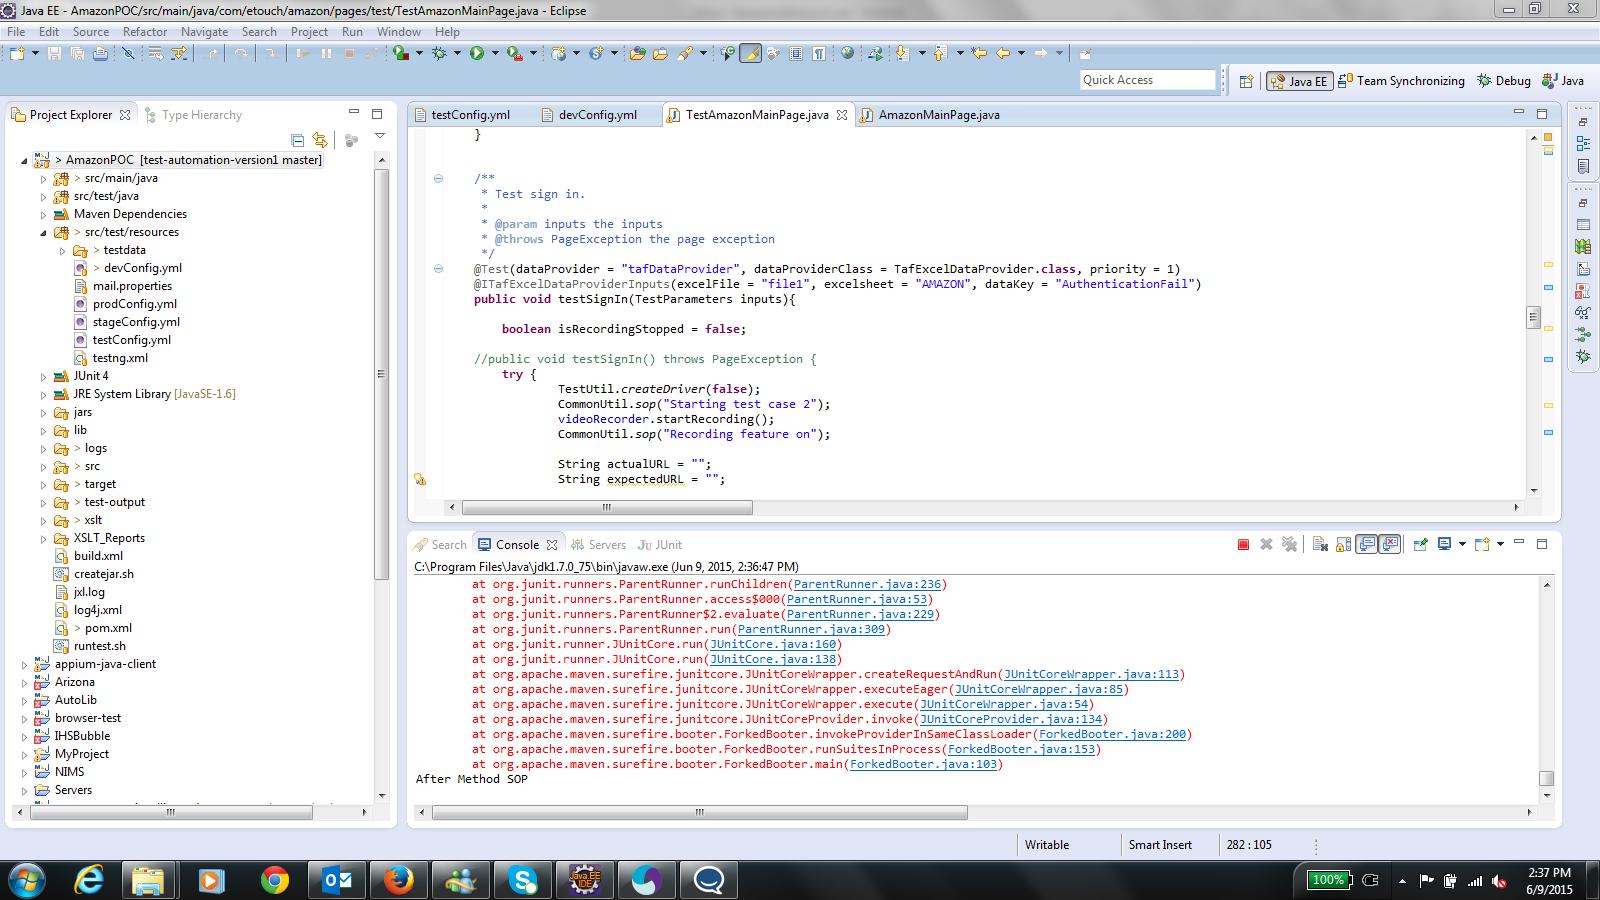 Java EE - AmazonPOC/src/main/java/com/etouch/amazon/pages/test/TestAmazonMainPage.java - Eclipse
File Edit Source Refactor Navigate Search Project Run Window Help
Quick Access
Java EE
Team Synchronizing
Debug
Java
Project Explorer
Type Hierarchy
> AmazonPOC [test-automation-version1 master]
> src/main/java
src/test/java
Maven Dependencies
> src/test/resources
> testdata
> devConfig.yml
mail.properties
prodConfig.yml
stageConfig.yml
testConfig.yml
testng.xml
JUnit 4
JRE System Library [JavaSE-1.6]
jars
lib
> logs
> src
> target
> test-output
> xslt
XSLT_Reports
build.xml
createjar.sh
jxl.log
log4j.xml
> pom.xml
runtest.sh
appium-java-client
Arizona
AutoLib
browser-test
IHSBubble
MyProject
NIMS
Servers
testConfig.yml
devConfig.yml
TestAmazonMainPage.java
AmazonMainPage.java
}
/**
* Test sign in.
*
* @param inputs the inputs
* @throws PageException the page exception
*/
@Test(dataProvider = "tafDataProvider", dataProviderClass = TafExcelDataProvider.class, priority = 1)
@ITafExcelDataProviderInputs(excelFile = "file1", excelsheet = "AMAZON", dataKey = "AuthenticationFail")
public void testSignIn(TestParameters inputs){
boolean isRecordingStopped = false;
//public void testSignIn() throws PageException {
try {
TestUtil.createDriver(false);
CommonUtil.sop("Starting test case 2");
videoRecorder.startRecording();
CommonUtil.sop("Recording feature on");
String actualURL = "";
String expectedURL = "";
Search
Console
Servers
JUnit
C:\Program Files\Java\jdk1.7.0_75\bin\javaw.exe (Jun 9, 2015, 2:36:47 PM)
at org.junit.runners.ParentRunner.runChildren(ParentRunner.java:236)
at org.junit.runners.ParentRunner.access$000(ParentRunner.java:53)
at org.junit.runners.ParentRunner$2.evaluate(ParentRunner.java:229)
at org.junit.runners.ParentRunner.run(ParentRunner.java:309)
at org.junit.runner.JUnitCore.run(JUnitCore.java:160)
at org.junit.runner.JUnitCore.run(JUnitCore.java:138)
at org.apache.maven.surefire.junitcore.JUnitCoreWrapper.createRequestAndRun(JUnitCoreWrapper.java:113)
at org.apache.maven.surefire.junitcore.JUnitCoreWrapper.executeEager(JUnitCoreWrapper.java:85)
at org.apache.maven.surefire.junitcore.JUnitCoreWrapper.execute(JUnitCoreWrapper.java:54)
at org.apache.maven.surefire.junitcore.JUnitCoreProvider.invoke(JUnitCoreProvider.java:134)
at org.apache.maven.surefire.booter.ForkedBooter.invokeProviderInSameClassLoader(ForkedBooter.java:200)
at org.apache.maven.surefire.booter.ForkedBooter.runSuitesInProcess(ForkedBooter.java:153)
at org.apache.maven.surefire.booter.ForkedBooter.main(ForkedBooter.java:103)
After Method SOP
Writable
Smart Insert
282 : 105
Java EE
IDE
100%
2:37 PM
6/9/2015